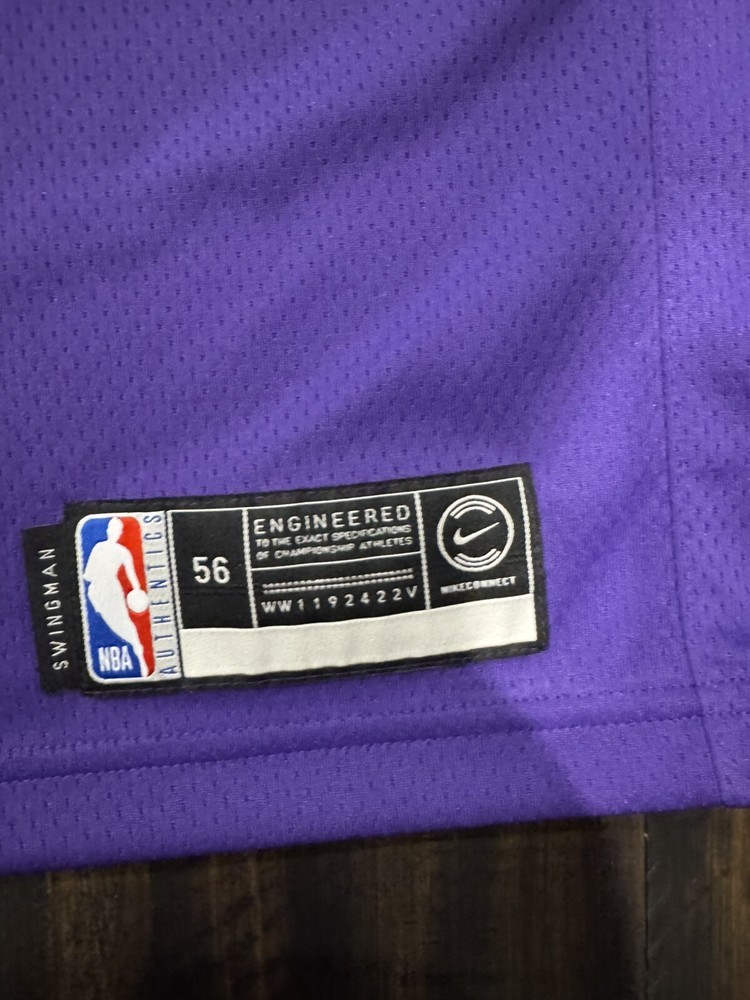 SWINGMAN
NBA
AUTHENTICS
56
ENGINEERED
TO THE EXACT SPECIFICATIONS
OF CHAMPIONSHIP ATHLETES
WW1192422V
NIKECONNECT